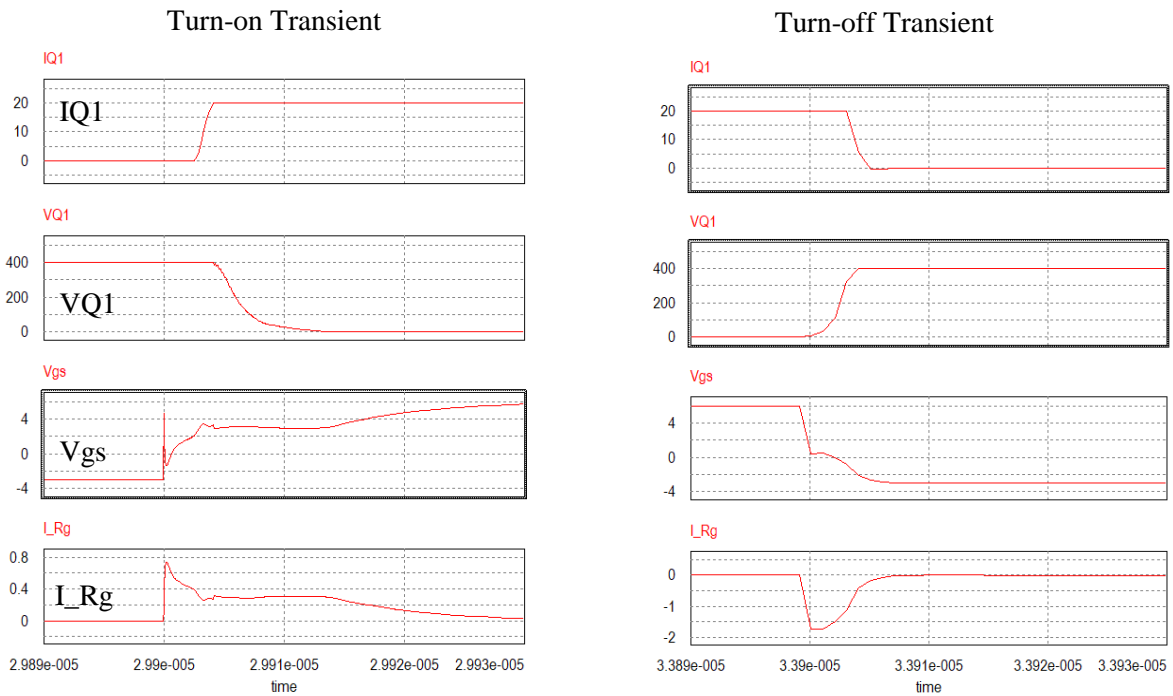 Turn-on Transient
IQ1
20
10
0
IQ1
VQ1
400
200
0
VQ1
Vgs
4
0
-4
Vgs
I_Rg
0.8
0.4
0
I_Rg
2.989e-005 2.99e-005 2.991e-005 2.992e-005 2.993e-005
time
Turn-off Transient
IQ1
20
10
0
VQ1
400
200
0
Vgs
4
0
-4
I_Rg
0
-1
-2
3.389e-005 3.39e-005 3.391e-005 3.392e-005 3.393e-005
time